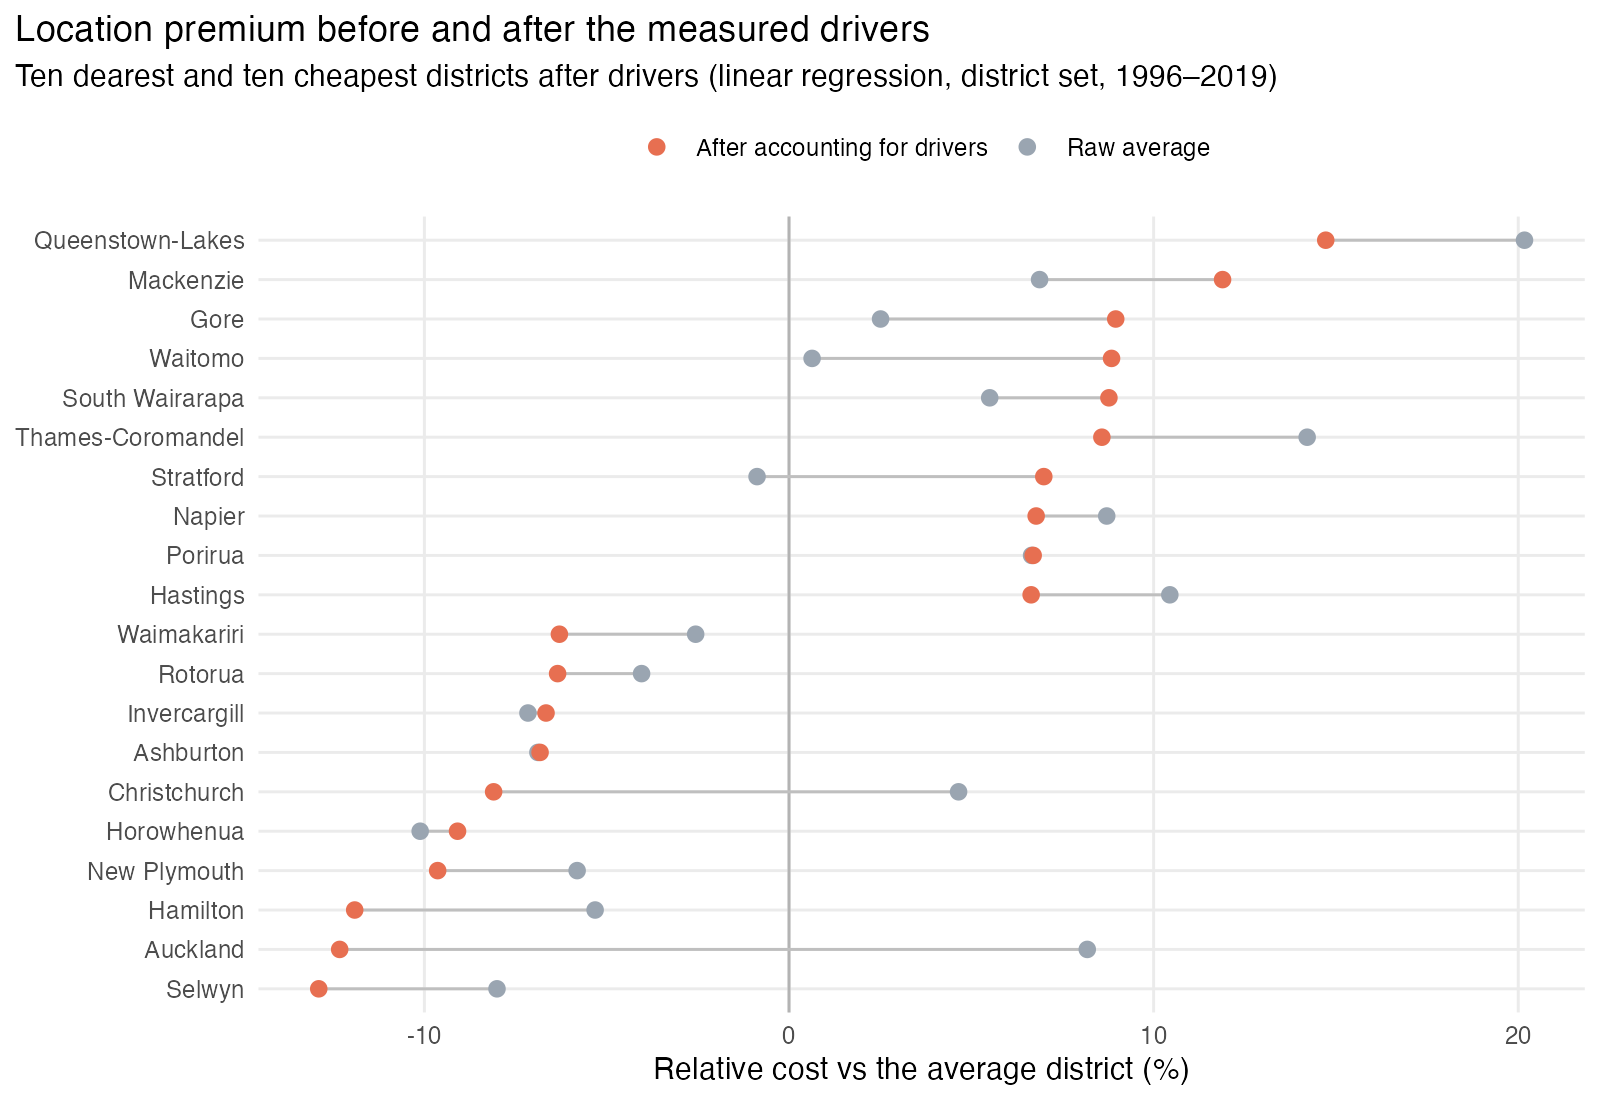 Location premium before and after the measured drivers
Ten dearest and ten cheapest districts after drivers (linear regression, district set, 1996–2019)
After accounting for drivers
Raw average
Queenstown-Lakes
Mackenzie
Gore
Waitomo
South Wairarapa
Thames-Coromandel
Stratford
Napier
Porirua
Hastings
Waimakariri
Rotorua
Invercargill
Ashburton
Christchurch
Horowhenua
New Plymouth
Hamilton
Auckland
Selwyn
-10 0 10 20
Relative cost vs the average district (%)